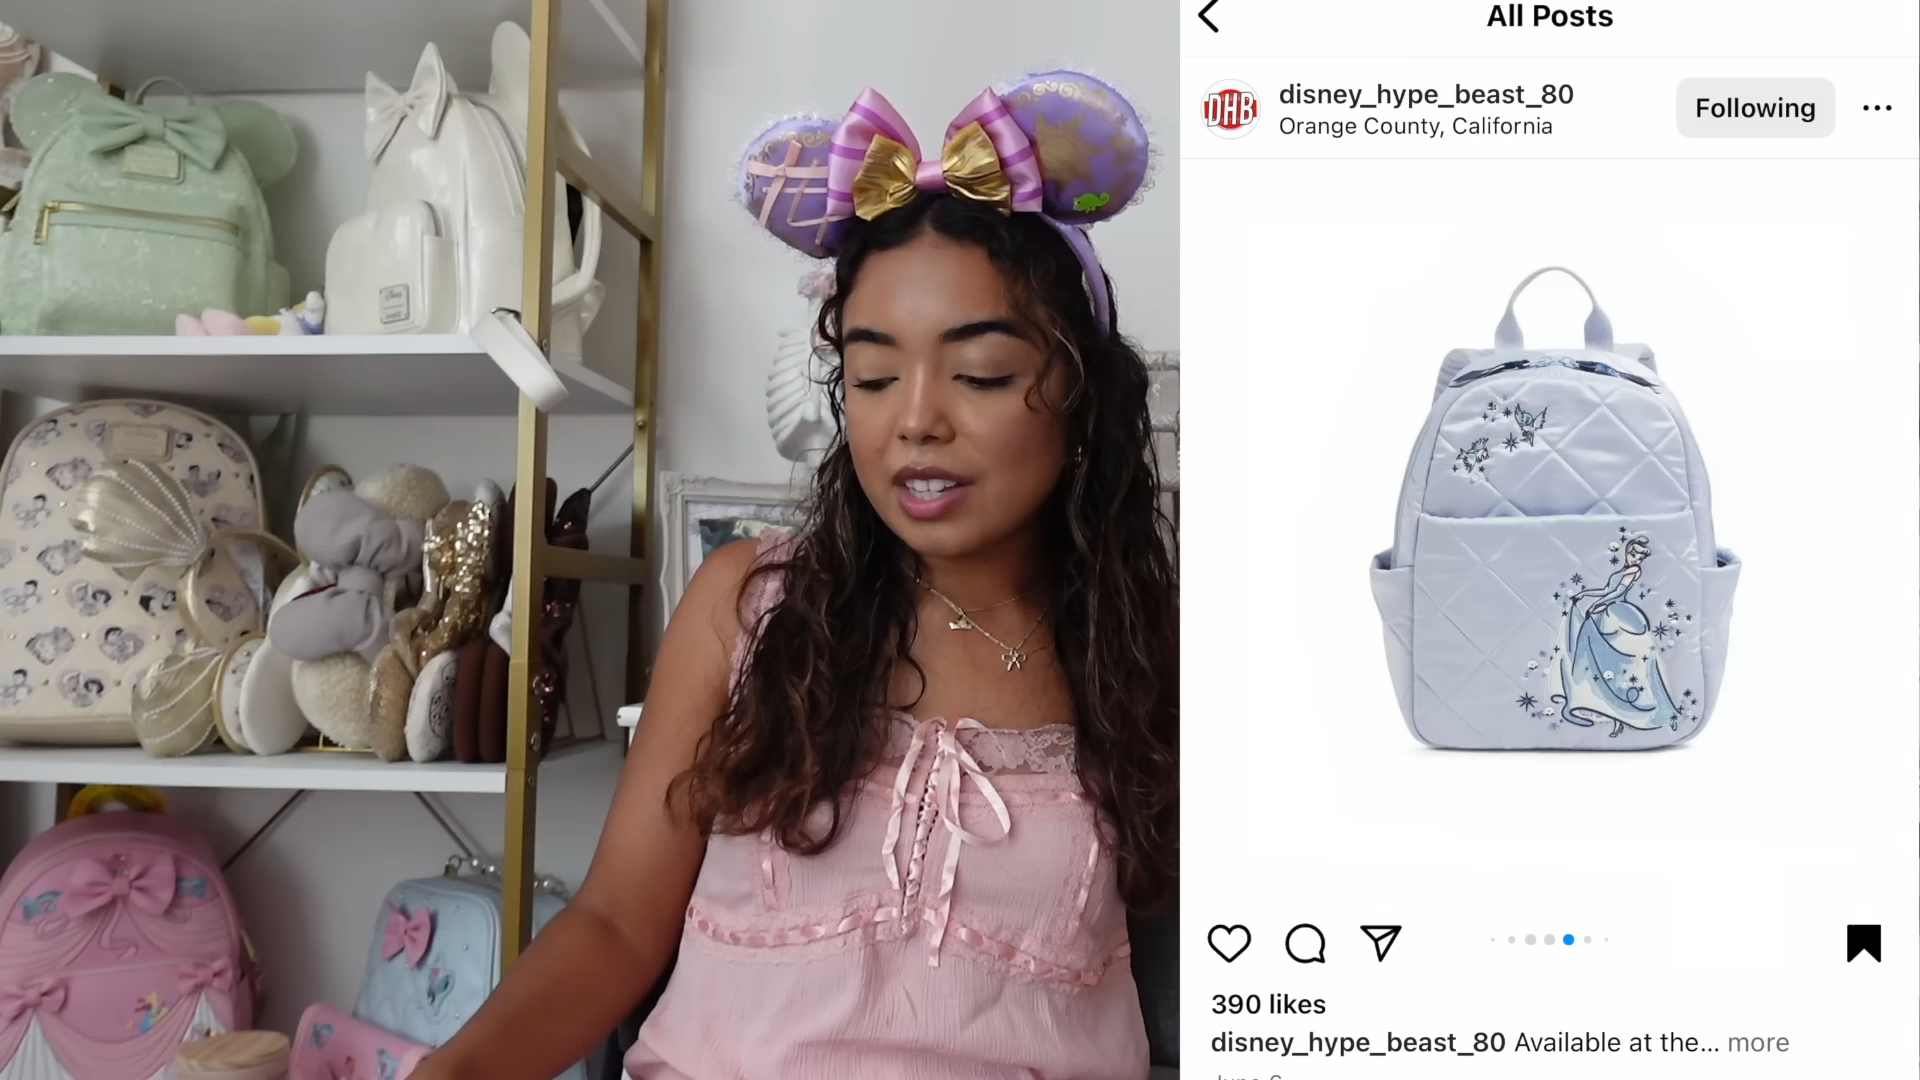 All Posts
DHB
disney_hype_beast_80
Orange County, California
Following
390 likes
disney_hype_beast_80 Available at the... more